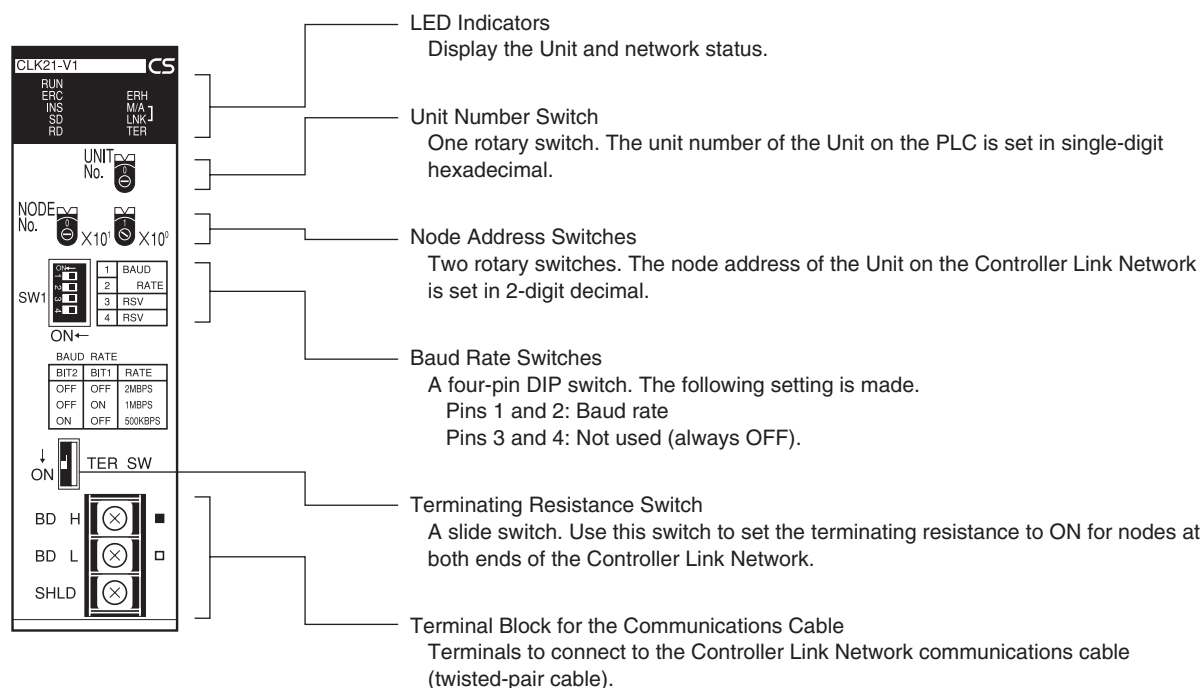 LED Indicators
Display the Unit and network status.
CLK21-V1
CS
RUN
ERC ERH
INS M/A
SD LNK
RD TER
Unit Number Switch
One rotary switch. The unit number of the Unit on the PLC is set in single-digit
hexadecimal.
UNIT
No.
0
NODE
No.
0 X10¹ 1 X10⁰
Node Address Switches
Two rotary switches. The node address of the Unit on the Controller Link Network
is set in 2-digit decimal.
SW1
ON←
1 2 3 4
1 BAUD
2 RATE
3 RSV
4 RSV
ON←
Baud Rate Switches
A four-pin DIP switch. The following setting is made.
Pins 1 and 2: Baud rate
Pins 3 and 4: Not used (always OFF).
BAUD RATE
BIT2 BIT1 RATE
OFF OFF 2MBPS
OFF ON 1MBPS
ON OFF 500KBPS
↓
ON TER SW
Terminating Resistance Switch
A slide switch. Use this switch to set the terminating resistance to ON for nodes at
both ends of the Controller Link Network.
BD H ■
BD L □
SHLD
Terminal Block for the Communications Cable
Terminals to connect to the Controller Link Network communications cable
(twisted-pair cable).